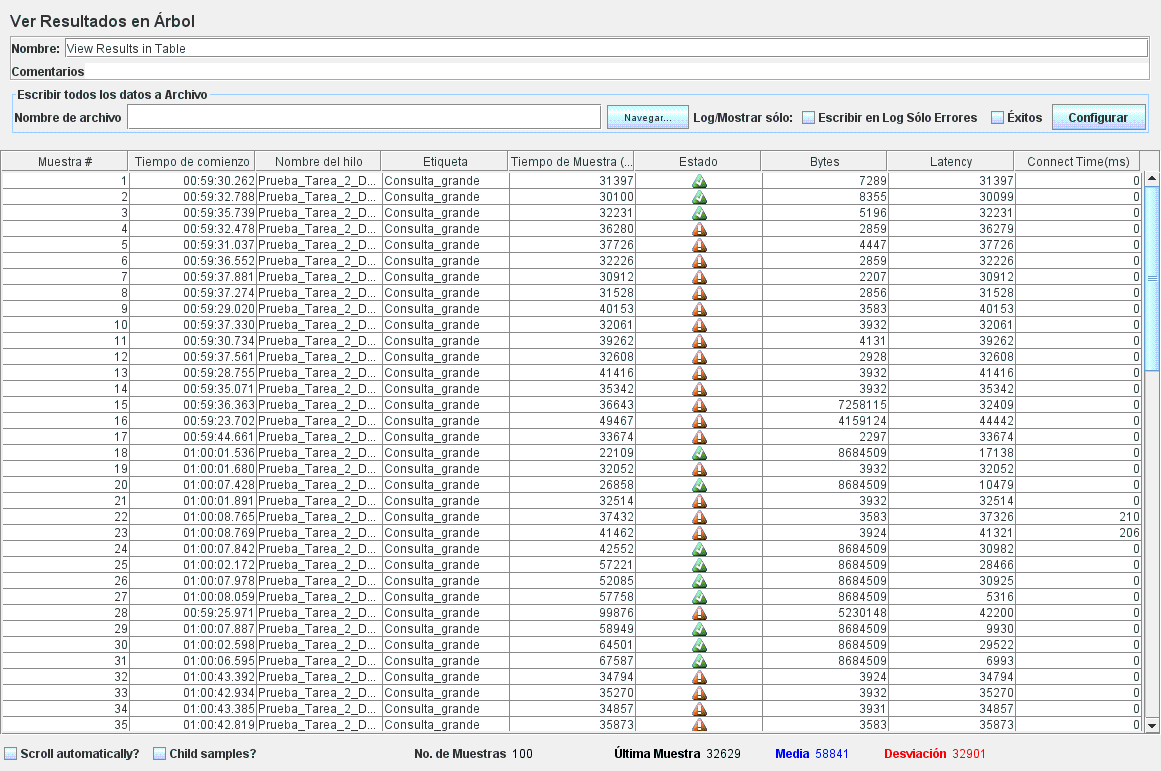 Ver Resultados en Árbol
Nombre: View Results in Table
Comentarios
Escribir todos los datos a Archivo
Nombre de archivo Navegar... Log/Mostrar sólo: Escribir en Log Sólo Errores Éxitos Configurar
Muestra # Tiempo de comienzo Nombre del hilo Etiqueta Tiempo de Muestra (... Estado Bytes Latency Connect Time(ms)
1 00:59:30.262 Prueba_Tarea_2_D... Consulta_grande 31397 7289 31397 0
2 00:59:32.788 Prueba_Tarea_2_D... Consulta_grande 30100 8355 30099 0
3 00:59:35.739 Prueba_Tarea_2_D... Consulta_grande 32231 5196 32231 0
4 00:59:32.478 Prueba_Tarea_2_D... Consulta_grande 36280 2859 36279 0
5 00:59:31.037 Prueba_Tarea_2_D... Consulta_grande 37726 4447 37726 0
6 00:59:36.552 Prueba_Tarea_2_D... Consulta_grande 32226 2859 32226 0
7 00:59:37.881 Prueba_Tarea_2_D... Consulta_grande 30912 2207 30912 0
8 00:59:37.274 Prueba_Tarea_2_D... Consulta_grande 31528 2856 31528 0
9 00:59:29.020 Prueba_Tarea_2_D... Consulta_grande 40153 3583 40153 0
10 00:59:37.330 Prueba_Tarea_2_D... Consulta_grande 32061 3932 32061 0
11 00:59:30.734 Prueba_Tarea_2_D... Consulta_grande 39262 4131 39262 0
12 00:59:37.561 Prueba_Tarea_2_D... Consulta_grande 32608 2928 32608 0
13 00:59:28.755 Prueba_Tarea_2_D... Consulta_grande 41416 3932 41416 0
14 00:59:35.071 Prueba_Tarea_2_D... Consulta_grande 35342 3932 35342 0
15 00:59:36.363 Prueba_Tarea_2_D... Consulta_grande 36643 7258115 32409 0
16 00:59:23.702 Prueba_Tarea_2_D... Consulta_grande 49467 4159124 44442 0
17 00:59:44.661 Prueba_Tarea_2_D... Consulta_grande 33674 2297 33674 0
18 01:00:01.536 Prueba_Tarea_2_D... Consulta_grande 22109 8684509 17138 0
19 01:00:01.680 Prueba_Tarea_2_D... Consulta_grande 32052 3932 32052 0
20 01:00:07.428 Prueba_Tarea_2_D... Consulta_grande 26858 8684509 10479 0
21 01:00:01.891 Prueba_Tarea_2_D... Consulta_grande 32514 3932 32514 0
22 01:00:08.765 Prueba_Tarea_2_D... Consulta_grande 37432 3583 37326 210
23 01:00:08.769 Prueba_Tarea_2_D... Consulta_grande 41462 3924 41321 206
24 01:00:07.842 Prueba_Tarea_2_D... Consulta_grande 42552 8684509 30982 0
25 01:00:02.172 Prueba_Tarea_2_D... Consulta_grande 57221 8684509 28466 0
26 01:00:07.978 Prueba_Tarea_2_D... Consulta_grande 52085 8684509 30925 0
27 01:00:08.059 Prueba_Tarea_2_D... Consulta_grande 57758 8684509 5316 0
28 00:59:25.971 Prueba_Tarea_2_D... Consulta_grande 99876 5230148 42200 0
29 01:00:07.887 Prueba_Tarea_2_D... Consulta_grande 58949 8684509 9930 0
30 01:00:02.598 Prueba_Tarea_2_D... Consulta_grande 64501 8684509 29522 0
31 01:00:06.595 Prueba_Tarea_2_D... Consulta_grande 67587 8684509 6993 0
32 01:00:43.392 Prueba_Tarea_2_D... Consulta_grande 34794 3924 34794 0
33 01:00:42.934 Prueba_Tarea_2_D... Consulta_grande 35270 3932 35270 0
34 01:00:43.385 Prueba_Tarea_2_D... Consulta_grande 34857 3931 34857 0
35 01:00:42.819 Prueba_Tarea_2_D... Consulta_grande 35873 3583 35873 0
Scroll automatically? Child samples? No. de Muestras 100 Última Muestra 32629 Media 58841 Desviación 32901